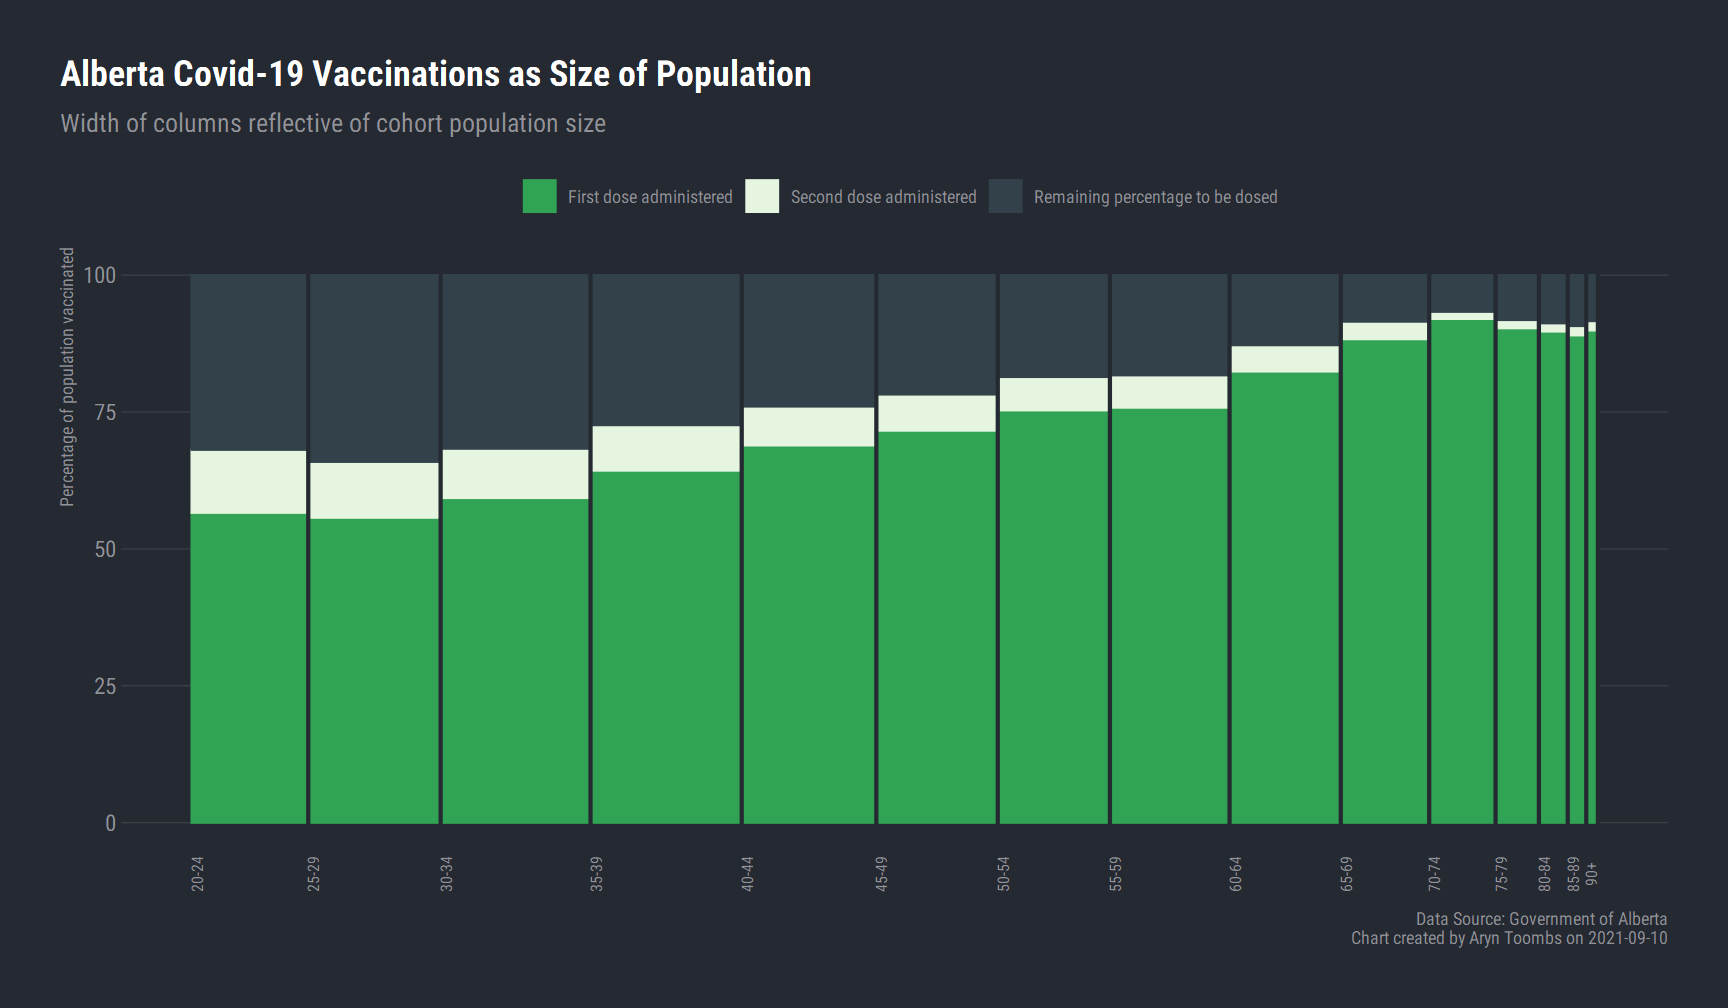 Alberta Covid-19 Vaccinations as Size of Population
Width of columns reflective of cohort population size
First dose administered
Second dose administered
Remaining percentage to be dosed
Percentage of population vaccinated
100
75
50
25
0
20-24
25-29
30-34
35-39
40-44
45-49
50-54
55-59
60-64
65-69
70-74
75-79
80-84
85-89
90+
Data Source: Government of Alberta
Chart created by Aryn Toombs on 2021-09-10